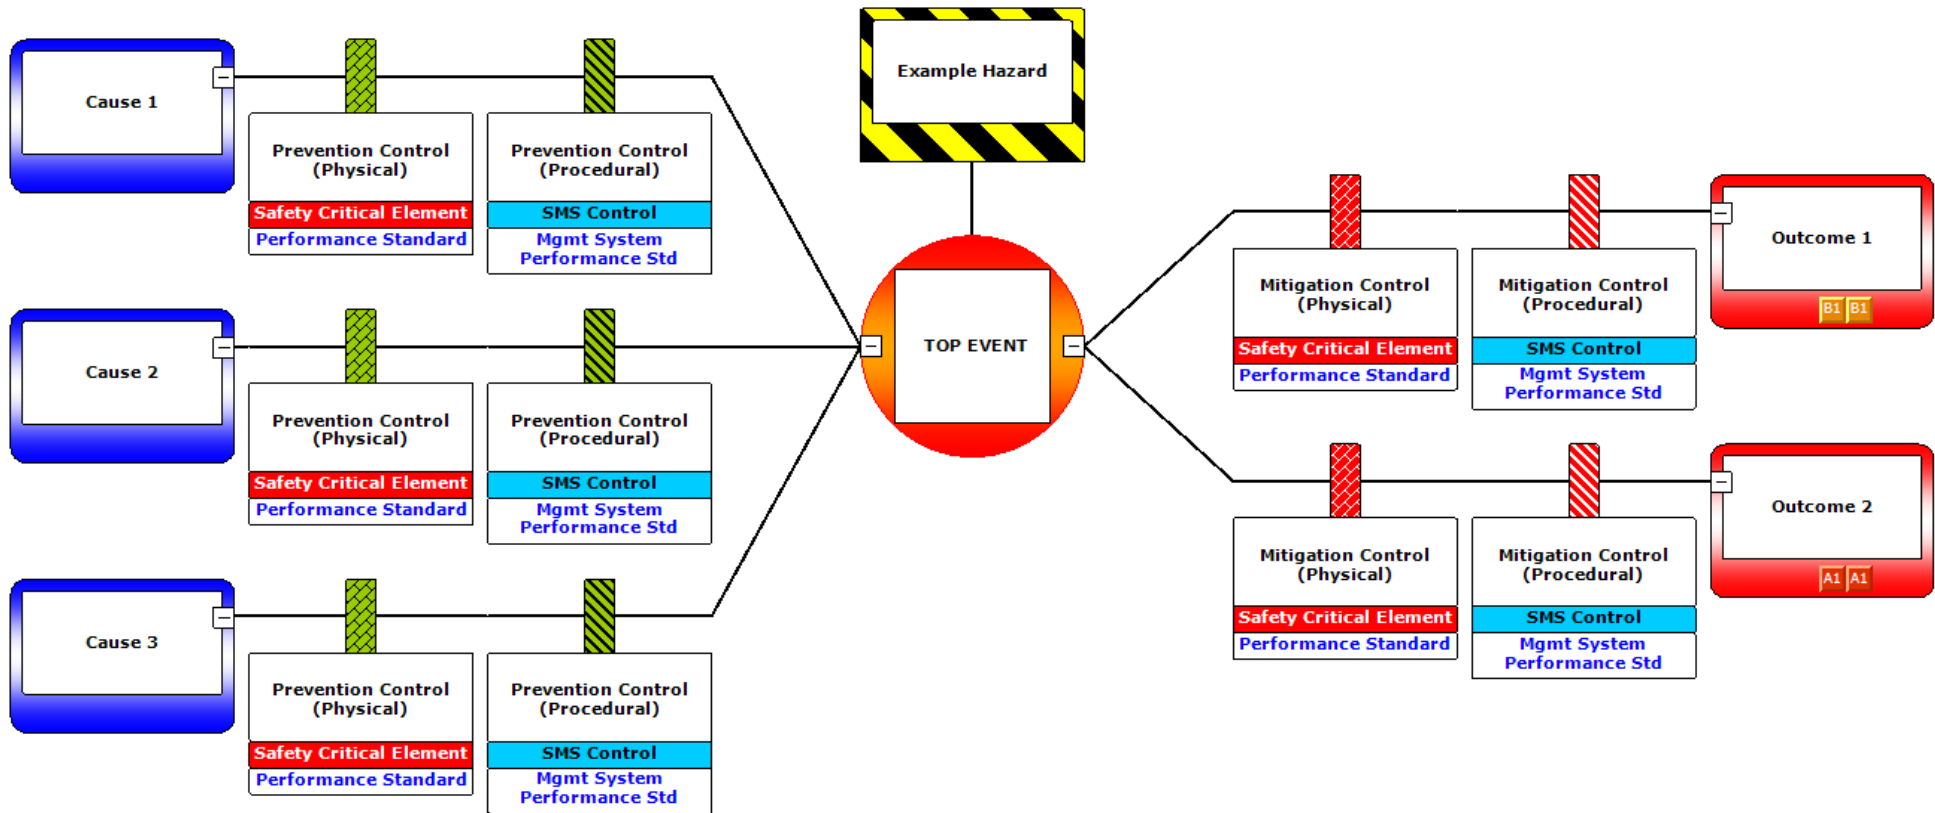 Example Hazard
Cause 1
Prevention Control
(Physical)
Safety Critical Element
Performance Standard
Prevention Control
(Procedural)
SMS Control
Mgmt System
Performance Std
Cause 2
Prevention Control
(Physical)
Safety Critical Element
Performance Standard
Prevention Control
(Procedural)
SMS Control
Mgmt System
Performance Std
Cause 3
Prevention Control
(Physical)
Safety Critical Element
Performance Standard
Prevention Control
(Procedural)
SMS Control
Mgmt System
Performance Std
TOP EVENT
Mitigation Control
(Physical)
Safety Critical Element
Performance Standard
Mitigation Control
(Procedural)
SMS Control
Mgmt System
Performance Std
Outcome 1
B1 B1
Mitigation Control
(Physical)
Safety Critical Element
Performance Standard
Mitigation Control
(Procedural)
SMS Control
Mgmt System
Performance Std
Outcome 2
A1 A1